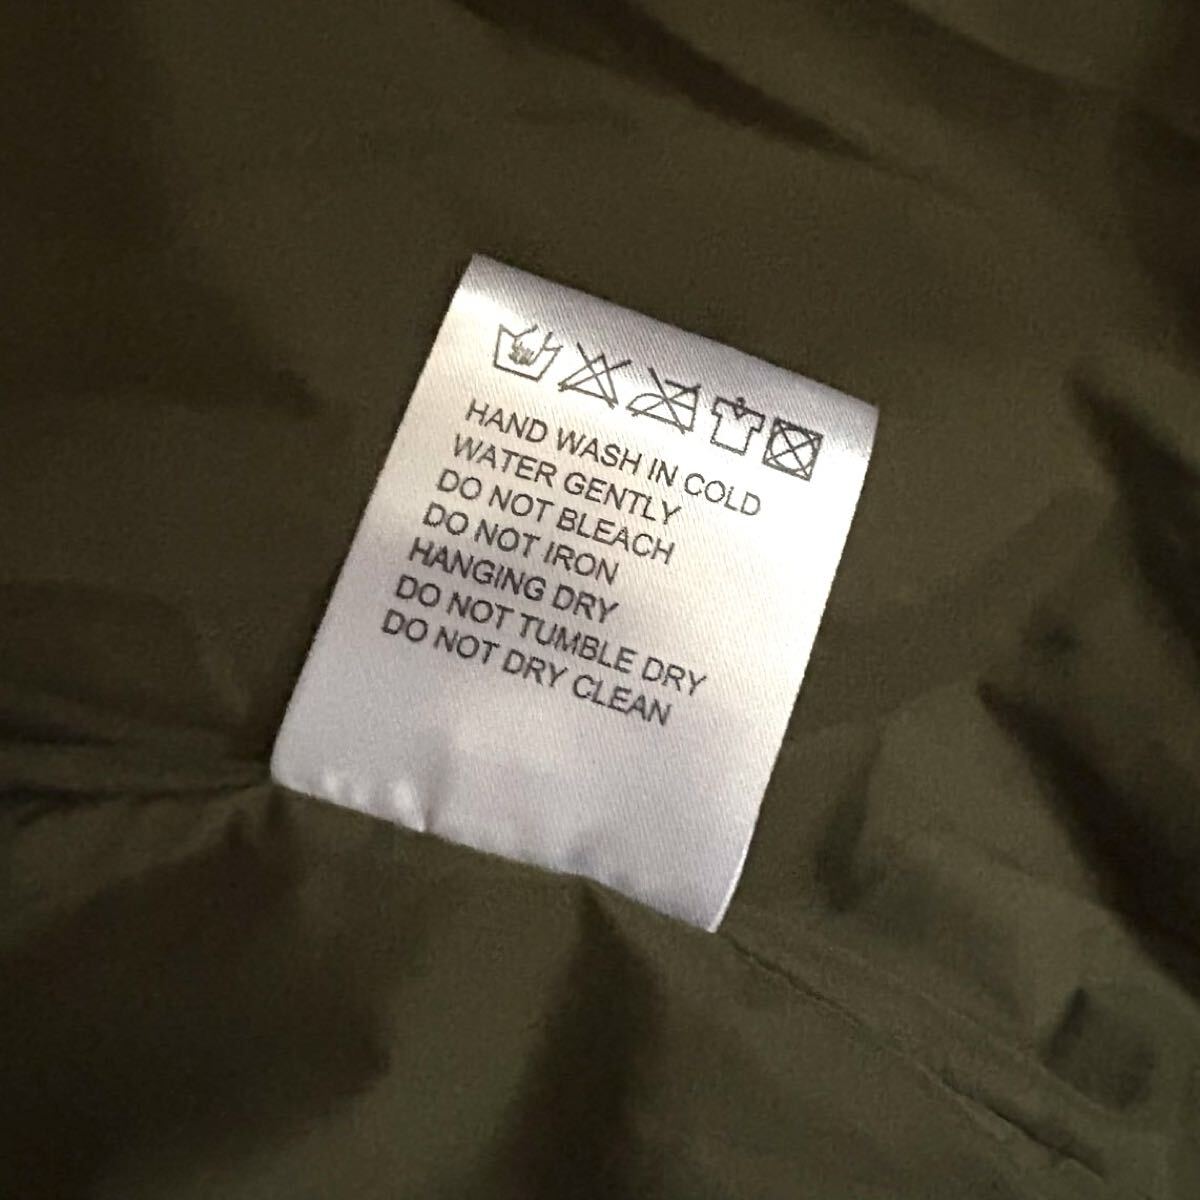 HAND WASH IN COLD
WATER GENTLY
DO NOT BLEACH
DO NOT IRON
HANGING DRY
DO NOT TUMBLE DRY
DO NOT DRY CLEAN